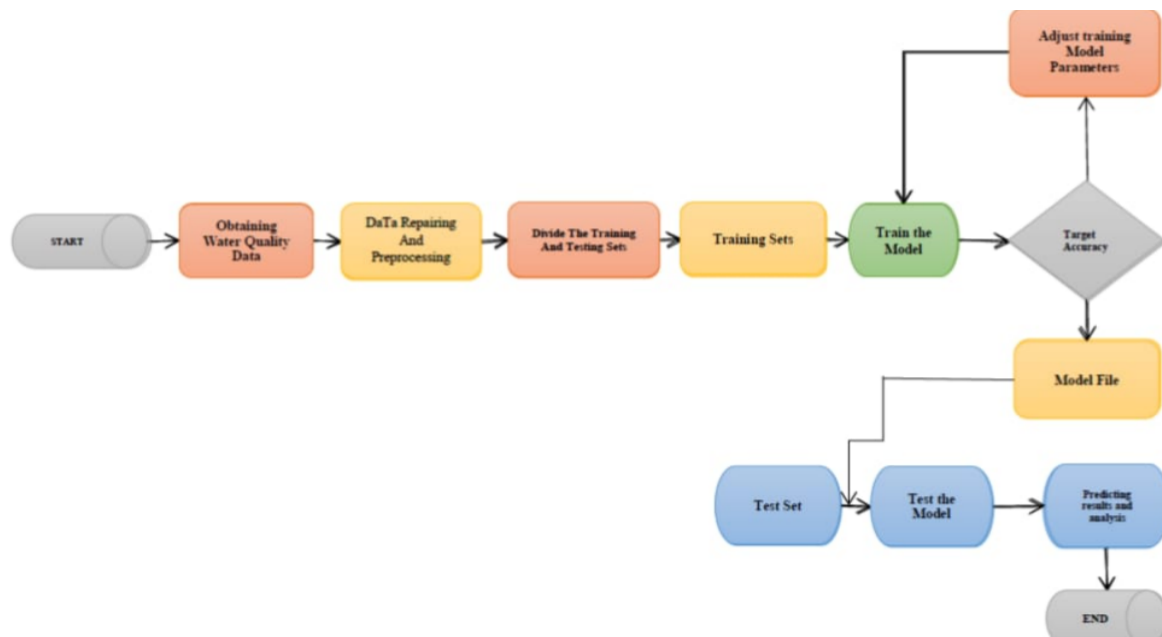 Adjust training
Model
Parameters
START
Obtaining
Water Quality
Data
DaTa Repairing
And
Preprocessing
Divide The Training
And Testing Sets
Training Sets
Train the
Model
Target
Accuracy
Model File
Test Set
Test the
Model
Predicting
results and
analysis
END